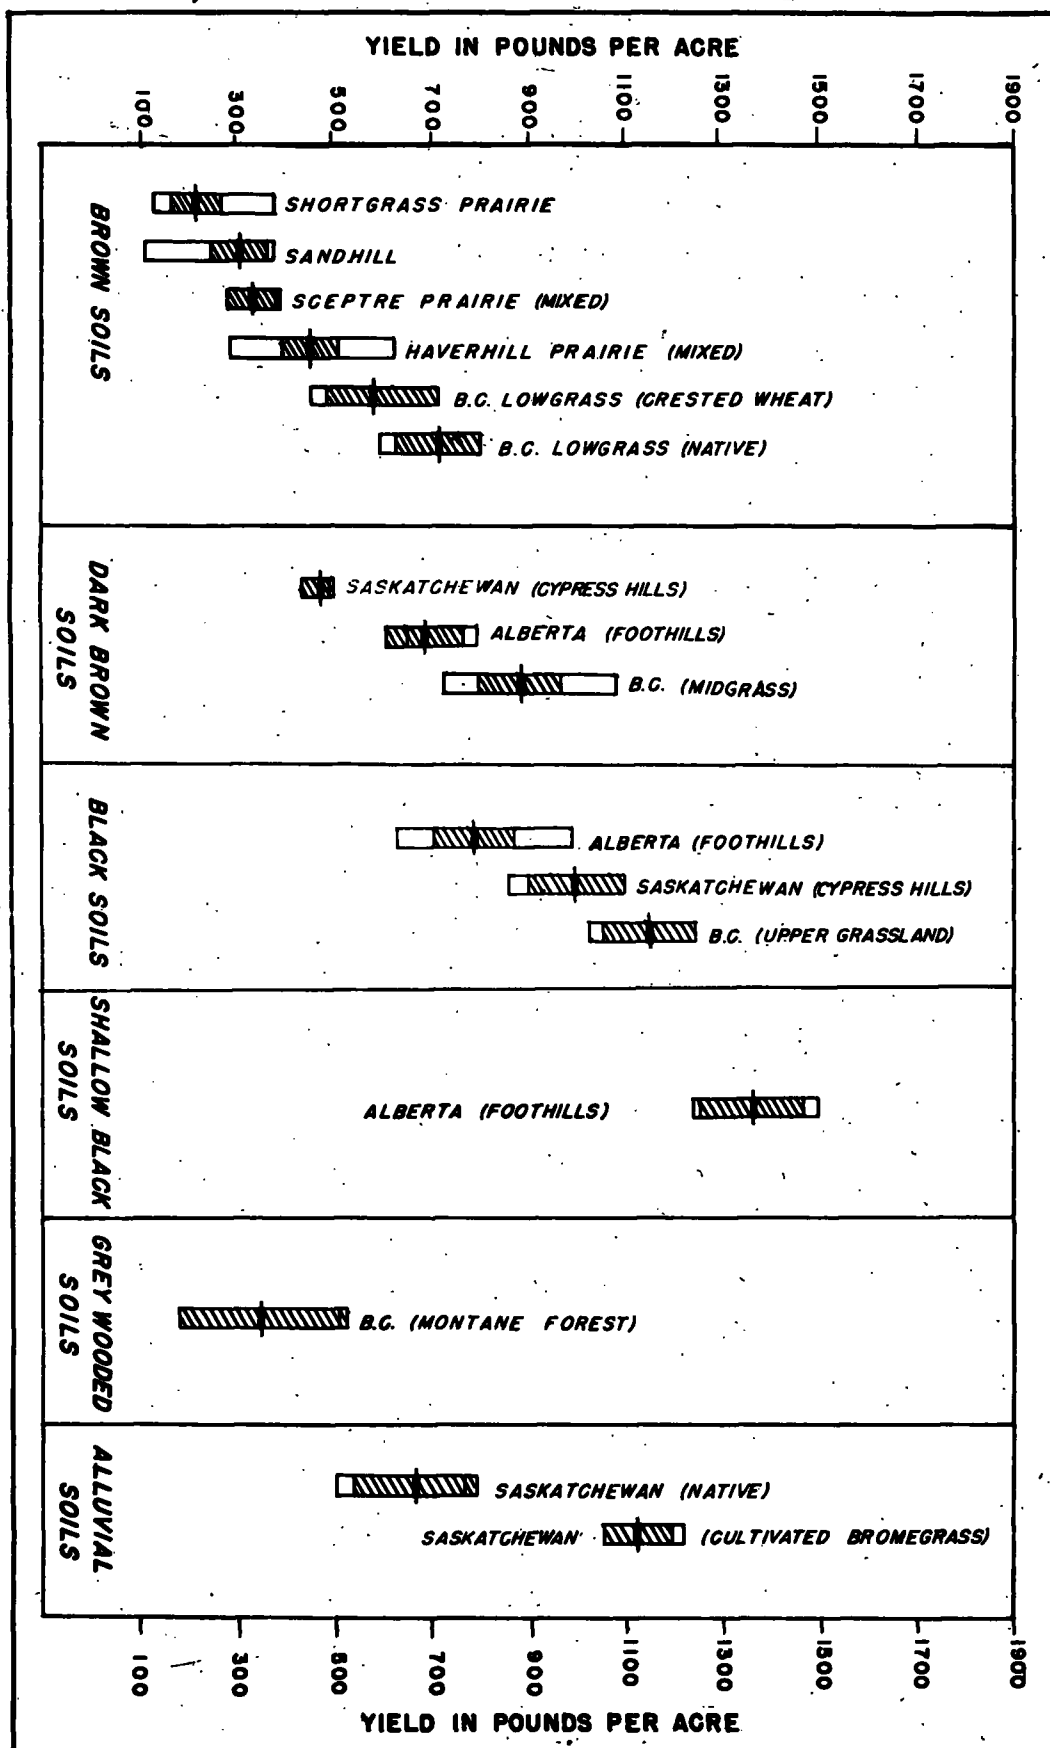 YIELD IN POUNDS PER ACRE
100 300 500 700 900 1100 1300 1500 1700 1900
BROWN SOILS
SHORTGRASS PRAIRIE
SANDHILL
SCEPTRE PRAIRIE (MIXED)
HAVERHILL PRAIRIE (MIXED)
B.C. LOWGRASS (CRESTED WHEAT)
B.C. LOWGRASS (NATIVE)
DARK BROWN
SOILS
SASKATCHEWAN (CYPRESS HILLS)
ALBERTA (FOOTHILLS)
B.C. (MIDGRASS)
BLACK SOILS
ALBERTA (FOOTHILLS)
SASKATCHEWAN (CYPRESS HILLS)
B.C. (UPPER GRASSLAND)
SHALLOW BLACK
SOILS
ALBERTA (FOOTHILLS)
GREY WOODED
SOILS
B.C. (MONTANE FOREST)
ALLUVIAL
SOILS
SASKATCHEWAN (NATIVE)
SASKATCHEWAN (CULTIVATED BROMEGRASS)
100 300 500 700 900 1100 1300 1500 1700 1900
YIELD IN POUNDS PER ACRE